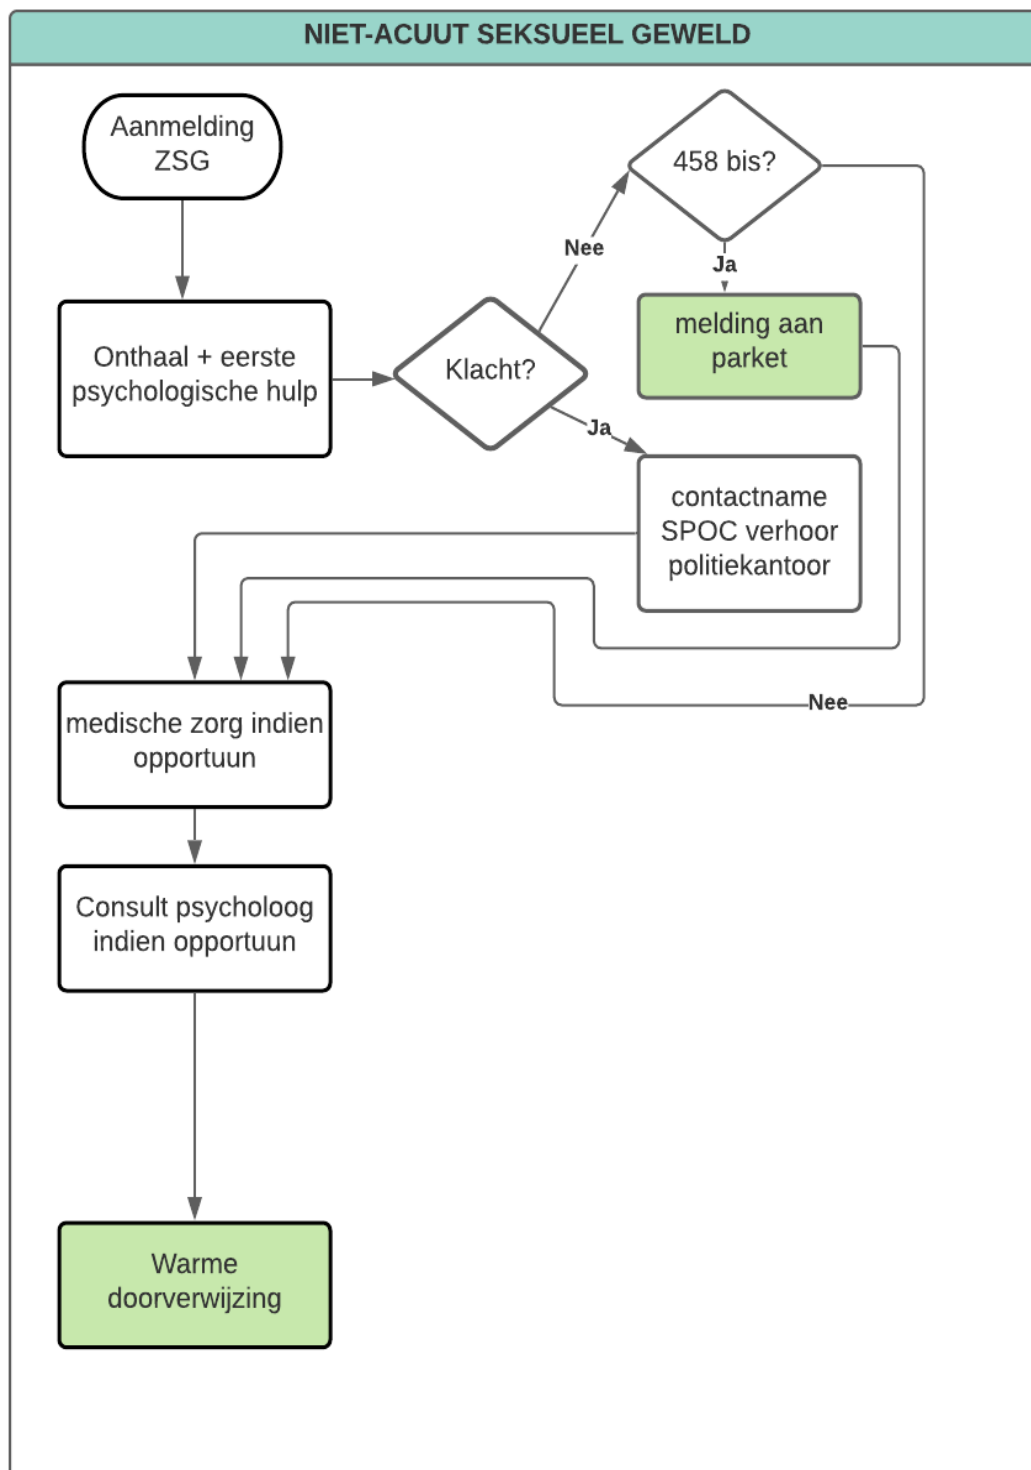 NIET-ACUUT SEKSUEEL GEWELD
Aanmelding
ZSG
458 bis?
Nee
Ja
Onthaal + eerste
psychologische hulp
Klacht?
melding aan
parket
Ja
contactname
SPOC verhoor
politiekantoor
Nee
medische zorg indien
opportuun
Consult psycholoog
indien opportuun
Warme
doorverwijzing